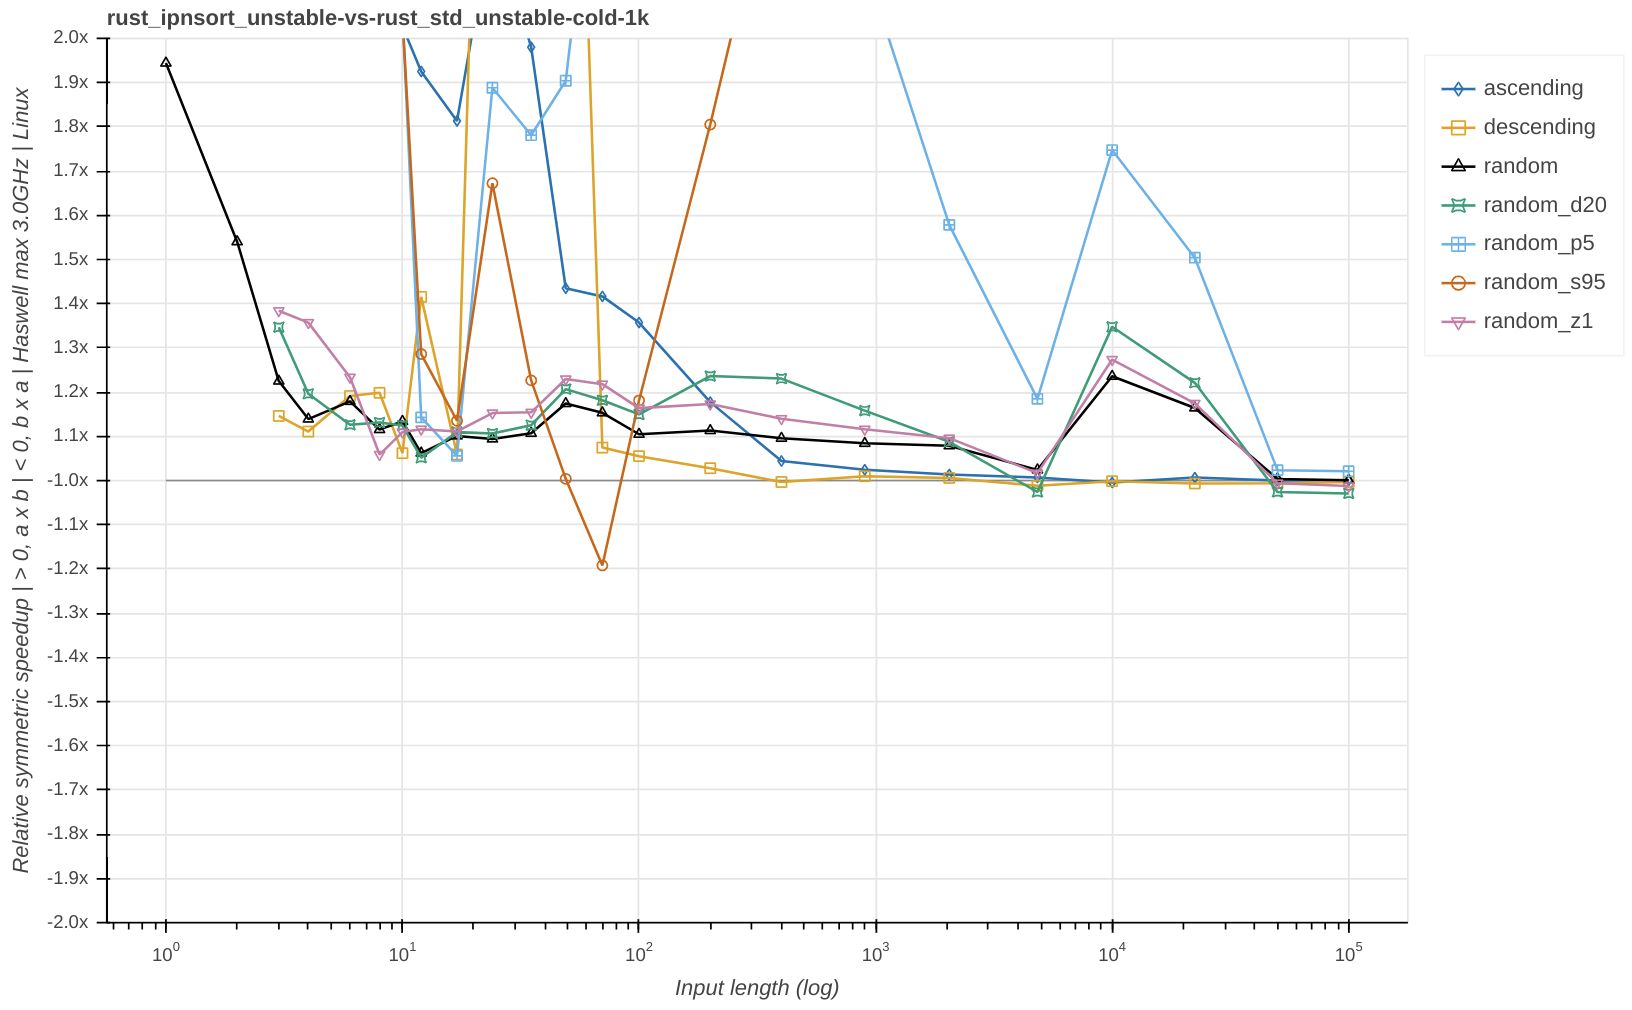 rust_ipnsort_unstable-vs-rust_std_unstable-cold-1k
Relative symmetric speedup | > 0, a x b | < 0, b x a | Haswell max 3.0GHz | Linux
2.0x
1.9x
1.8x
1.7x
1.6x
1.5x
1.4x
1.3x
1.2x
1.1x
-1.0x
-1.1x
-1.2x
-1.3x
-1.4x
-1.5x
-1.6x
-1.7x
-1.8x
-1.9x
-2.0x
10⁰ 10¹ 10² 10³ 10⁴ 10⁵
Input length (log)
ascending
descending
random
random_d20
random_p5
random_s95
random_z1